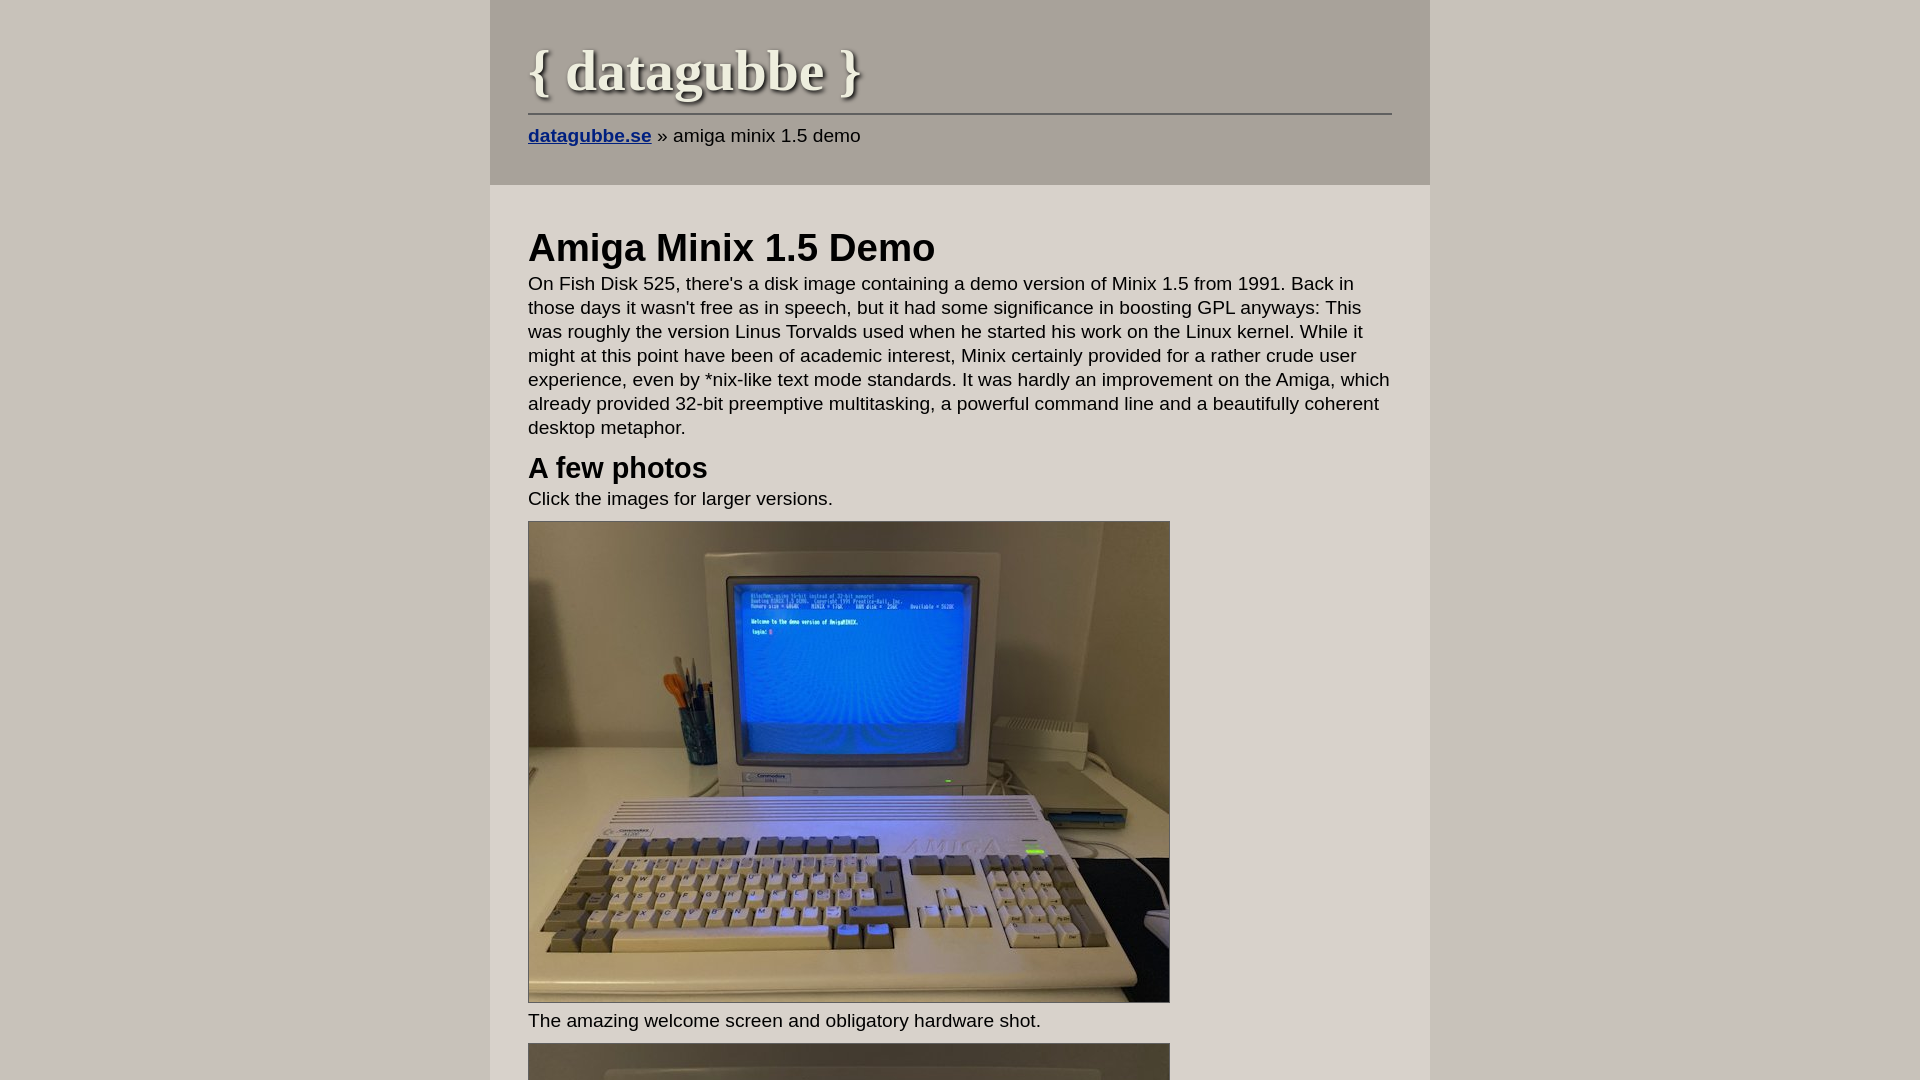 { datagubbe }
datagubbe.se » amiga minix 1.5 demo
Amiga Minix 1.5 Demo
On Fish Disk 525, there's a disk image containing a demo version of Minix 1.5 from 1991. Back in
those days it wasn't free as in speech, but it had some significance in boosting GPL anyways: This
was roughly the version Linus Torvalds used when he started his work on the Linux kernel. While it
might at this point have been of academic interest, Minix certainly provided for a rather crude user
experience, even by *nix-like text mode standards. It was hardly an improvement on the Amiga, which
already provided 32-bit preemptive multitasking, a powerful command line and a beautifully coherent
desktop metaphor.
A few photos
Click the images for larger versions.
Welcome to the demo version of AmigaMINIX.
login:
Commodore
AMIGA
The amazing welcome screen and obligatory hardware shot.